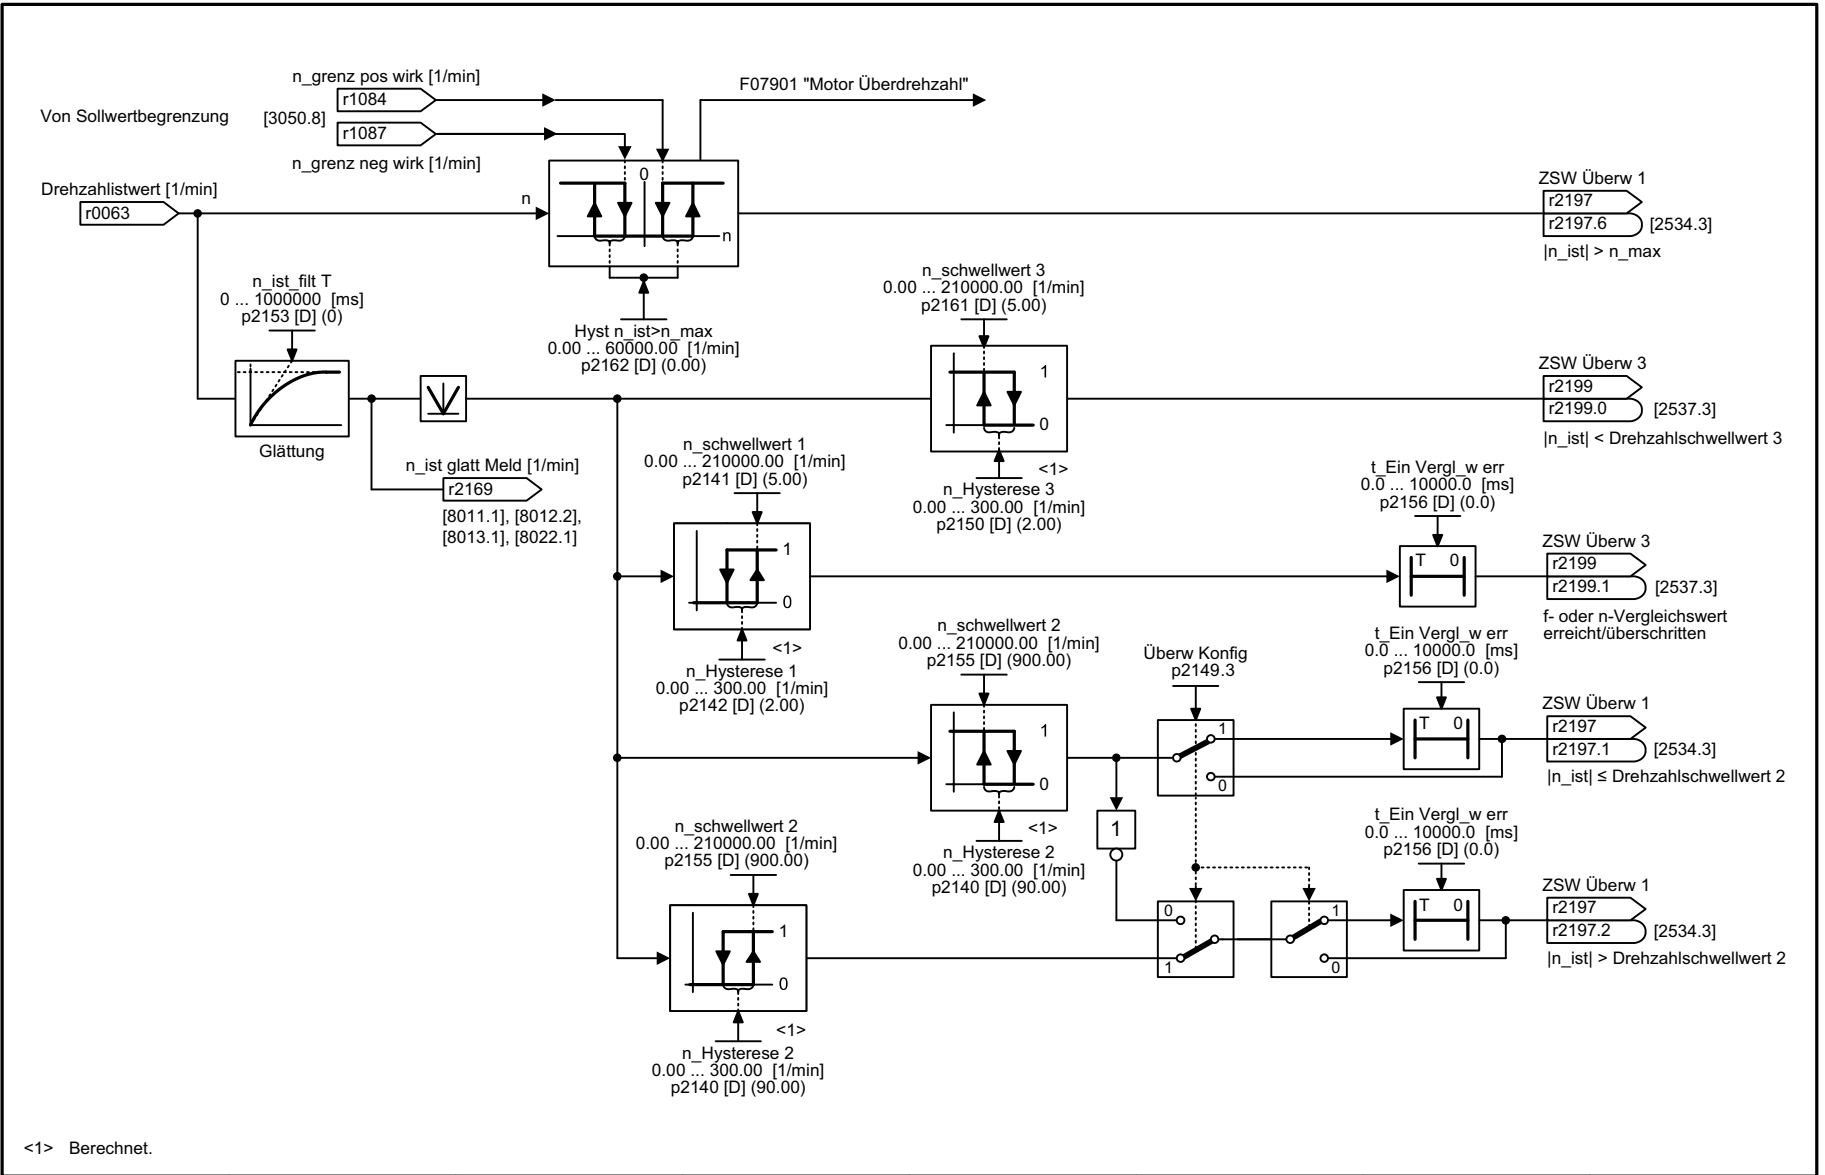 n_grenz pos wirk [1/min]
r1084
Von Sollwertbegrenzung
[3050.8]
r1087
n_grenz neg wirk [1/min]
F07901 "Motor Überdrehzahl"
Drehzahlistwert [1/min]
r0063
n
0
n
ZSW Überw 1
r2197
r2197.6
[2534.3]
|n_ist| > n_max
n_ist_filt T
0 ... 1000000 [ms]
p2153 [D] (0)
Glättung
Hyst n_ist>n_max
0.00 ... 60000.00 [1/min]
p2162 [D] (0.00)
n_schwellwert 3
0.00 ... 210000.00 [1/min]
p2161 [D] (5.00)
1
0
<1>
n_Hysterese 3
0.00 ... 300.00 [1/min]
p2150 [D] (2.00)
ZSW Überw 3
r2199
r2199.0
[2537.3]
|n_ist| < Drehzahlschwellwert 3
n_ist glatt Meld [1/min]
r2169
[8011.1], [8012.2],
[8013.1], [8022.1]
n_schwellwert 1
0.00 ... 210000.00 [1/min]
p2141 [D] (5.00)
1
0
<1>
n_Hysterese 1
0.00 ... 300.00 [1/min]
p2142 [D] (2.00)
t_Ein Vergl_w err
0.0 ... 10000.0 [ms]
p2156 [D] (0.0)
T 0
ZSW Überw 3
r2199
r2199.1
[2537.3]
f- oder n-Vergleichswert
erreicht/überschritten
n_schwellwert 2
0.00 ... 210000.00 [1/min]
p2155 [D] (900.00)
1
0
<1>
n_Hysterese 2
0.00 ... 300.00 [1/min]
p2140 [D] (90.00)
Überw Konfig
p2149.3
1
0
t_Ein Vergl_w err
0.0 ... 10000.0 [ms]
p2156 [D] (0.0)
T 0
ZSW Überw 1
r2197
r2197.1
[2534.3]
|n_ist| ≤ Drehzahlschwellwert 2
1
n_schwellwert 2
0.00 ... 210000.00 [1/min]
p2155 [D] (900.00)
1
0
<1>
n_Hysterese 2
0.00 ... 300.00 [1/min]
p2140 [D] (90.00)
0
1
1
0
t_Ein Vergl_w err
0.0 ... 10000.0 [ms]
p2156 [D] (0.0)
T 0
ZSW Überw 1
r2197
r2197.2
[2534.3]
|n_ist| > Drehzahlschwellwert 2
<1> Berechnet.